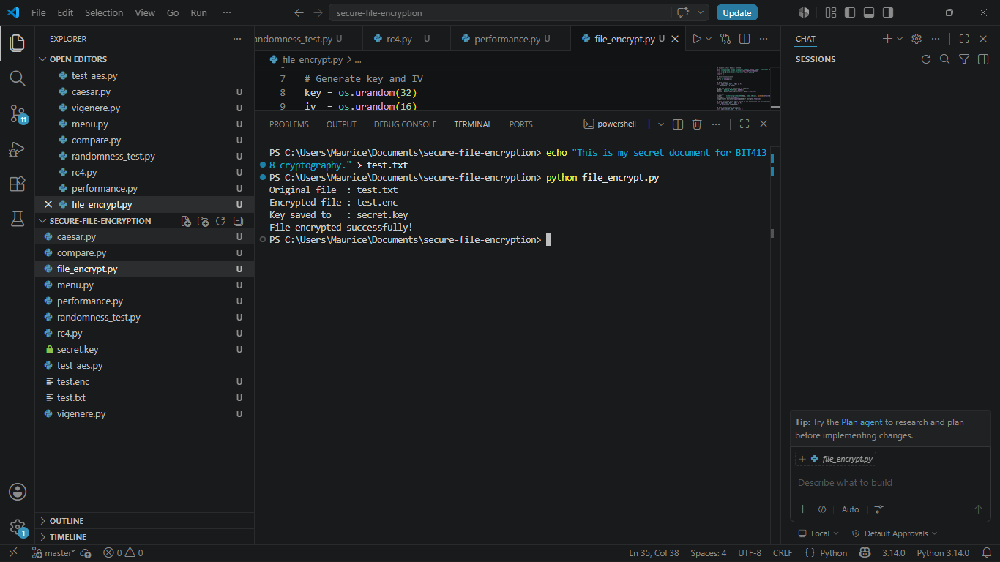 File Edit Selection View Go Run ···
secure-file-encryption
Update
EXPLORER ···
OPEN EDITORS
test_aes.py
caesar.py U
vigenere.py U
menu.py U
compare.py U
randomness_test.py U
rc4.py U
performance.py U
file_encrypt.py U
SECURE-FILE-ENCRYPTION
caesar.py U
compare.py U
file_encrypt.py U
menu.py U
performance.py U
randomness_test.py U
rc4.py U
secret.key U
test_aes.py
test.enc U
test.txt U
vigenere.py U
OUTLINE
TIMELINE
11
1
andomness_test.py U
rc4.py U
performance.py U
file_encrypt.py U
file_encrypt.py > ...
7 # Generate key and IV
8 key = os.urandom(32)
9 iv = os.urandom(16)
PROBLEMS OUTPUT DEBUG CONSOLE TERMINAL PORTS
powershell
PS C:\Users\Maurice\Documents\secure-file-encryption> echo "This is my secret document for BIT413
8 cryptography." > test.txt
PS C:\Users\Maurice\Documents\secure-file-encryption> python file_encrypt.py
Original file : test.txt
Encrypted file : test.enc
Key saved to : secret.key
File encrypted successfully!
PS C:\Users\Maurice\Documents\secure-file-encryption>
CHAT
SESSIONS
Tip: Try the Plan agent to research and plan
before implementing changes.
file_encrypt.py
Describe what to build
Auto
Local
Default Approvals
master*
0 0
Ln 35, Col 38 Spaces: 4 UTF-8 CRLF { } Python 3.14.0 Python 3.14.0